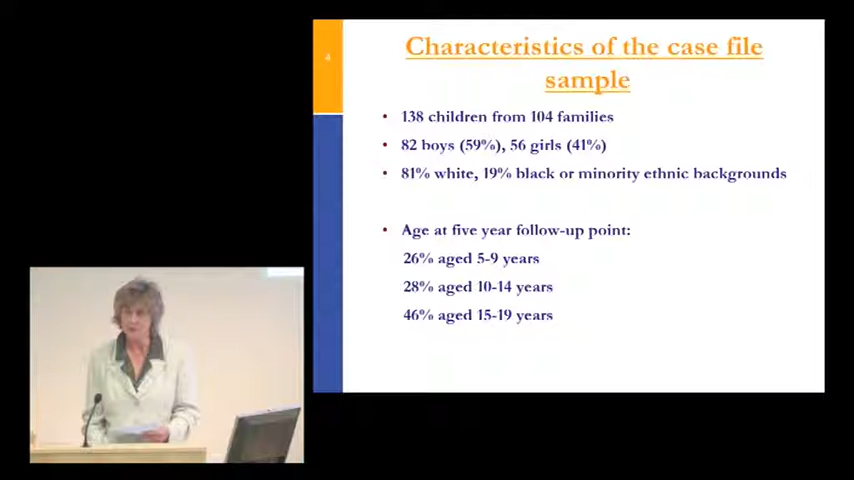 4
Characteristics of the case file
sample
• 138 children from 104 families
• 82 boys (59%), 56 girls (41%)
• 81% white, 19% black or minority ethnic backgrounds
• Age at five year follow-up point:
26% aged 5-9 years
28% aged 10-14 years
46% aged 15-19 years